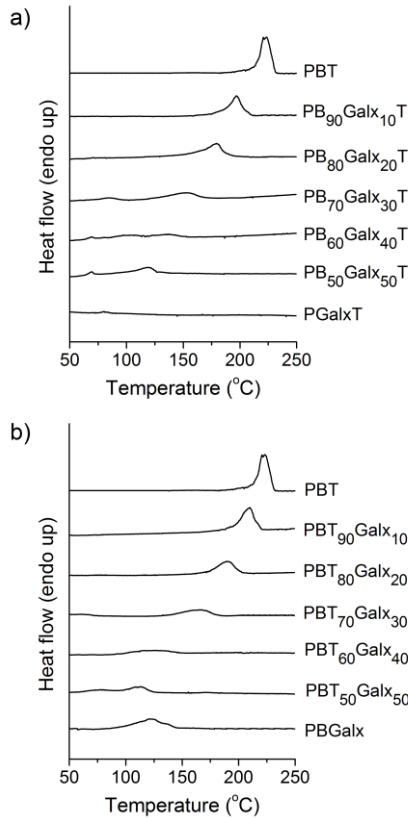 a)
PBT
PB₉₀Galx₁₀T
PB₈₀Galx₂₀T
PB₇₀Galx₃₀T
PB₆₀Galx₄₀T
PB₅₀Galx₅₀T
PGalxT
Heat flow (endo up)
50 100 150 200 250
Temperature (°C)
b)
PBT
PBT₉₀Galx₁₀
PBT₈₀Galx₂₀
PBT₇₀Galx₃₀
PBT₆₀Galx₄₀
PBT₅₀Galx₅₀
PBGalx
Heat flow (endo up)
50 100 150 200 250
Temperature (°C)